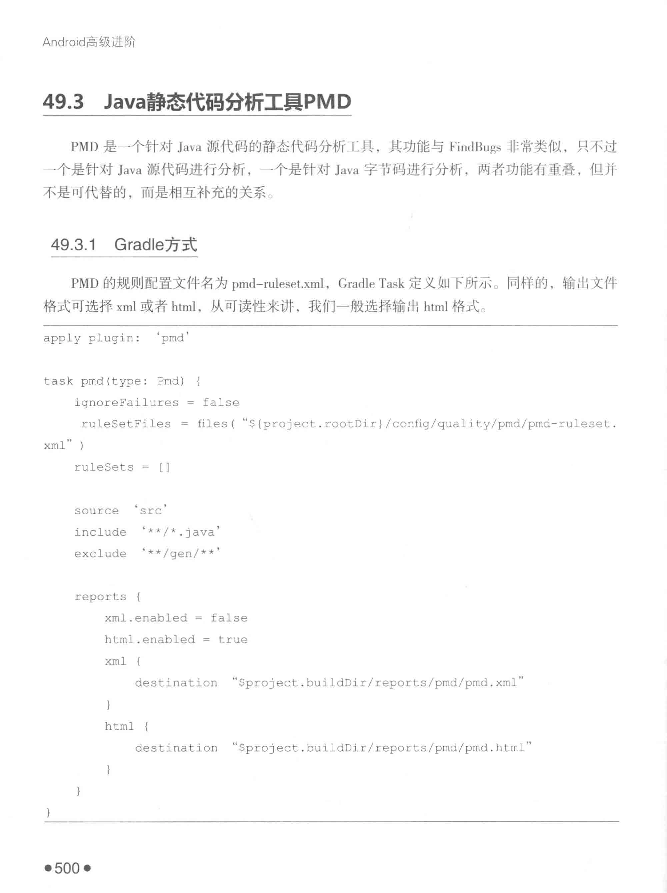 Android高级进阶
49.3 Java静态代码分析工具PMD
PMD 是一个针对 Java 源代码的静态代码分析工具，其功能与 FindBugs 非常类似，只不过
一个是针对 Java 源代码进行分析，一个是针对 Java 字节码进行分析，两者功能有重叠，但并
不是可代替的，而是相互补充的关系。
49.3.1 Gradle方式
PMD 的规则配置文件名为 pmd-ruleset.xml，Gradle Task 定义如下所示。同样的，输出文件
格式可选择 xml 或者 html，从可读性来讲，我们一般选择输出 html 格式。
apply plugin: ‘pmd’
task pmd(type: Pmd) {
ignoreFailures = false
ruleSetFiles = files( “${project.rootDir}/config/quality/pmd/pmd-ruleset.
xml” )
ruleSets = []
source ‘src’
include ‘**/*.java’
exclude ‘**/gen/**’
reports {
xml.enabled = false
html.enabled = true
xml {
destination “$project.buildDir/reports/pmd/pmd.xml”
}
html {
destination “$project.buildDir/reports/pmd/pmd.html”
}
}
}
●500●